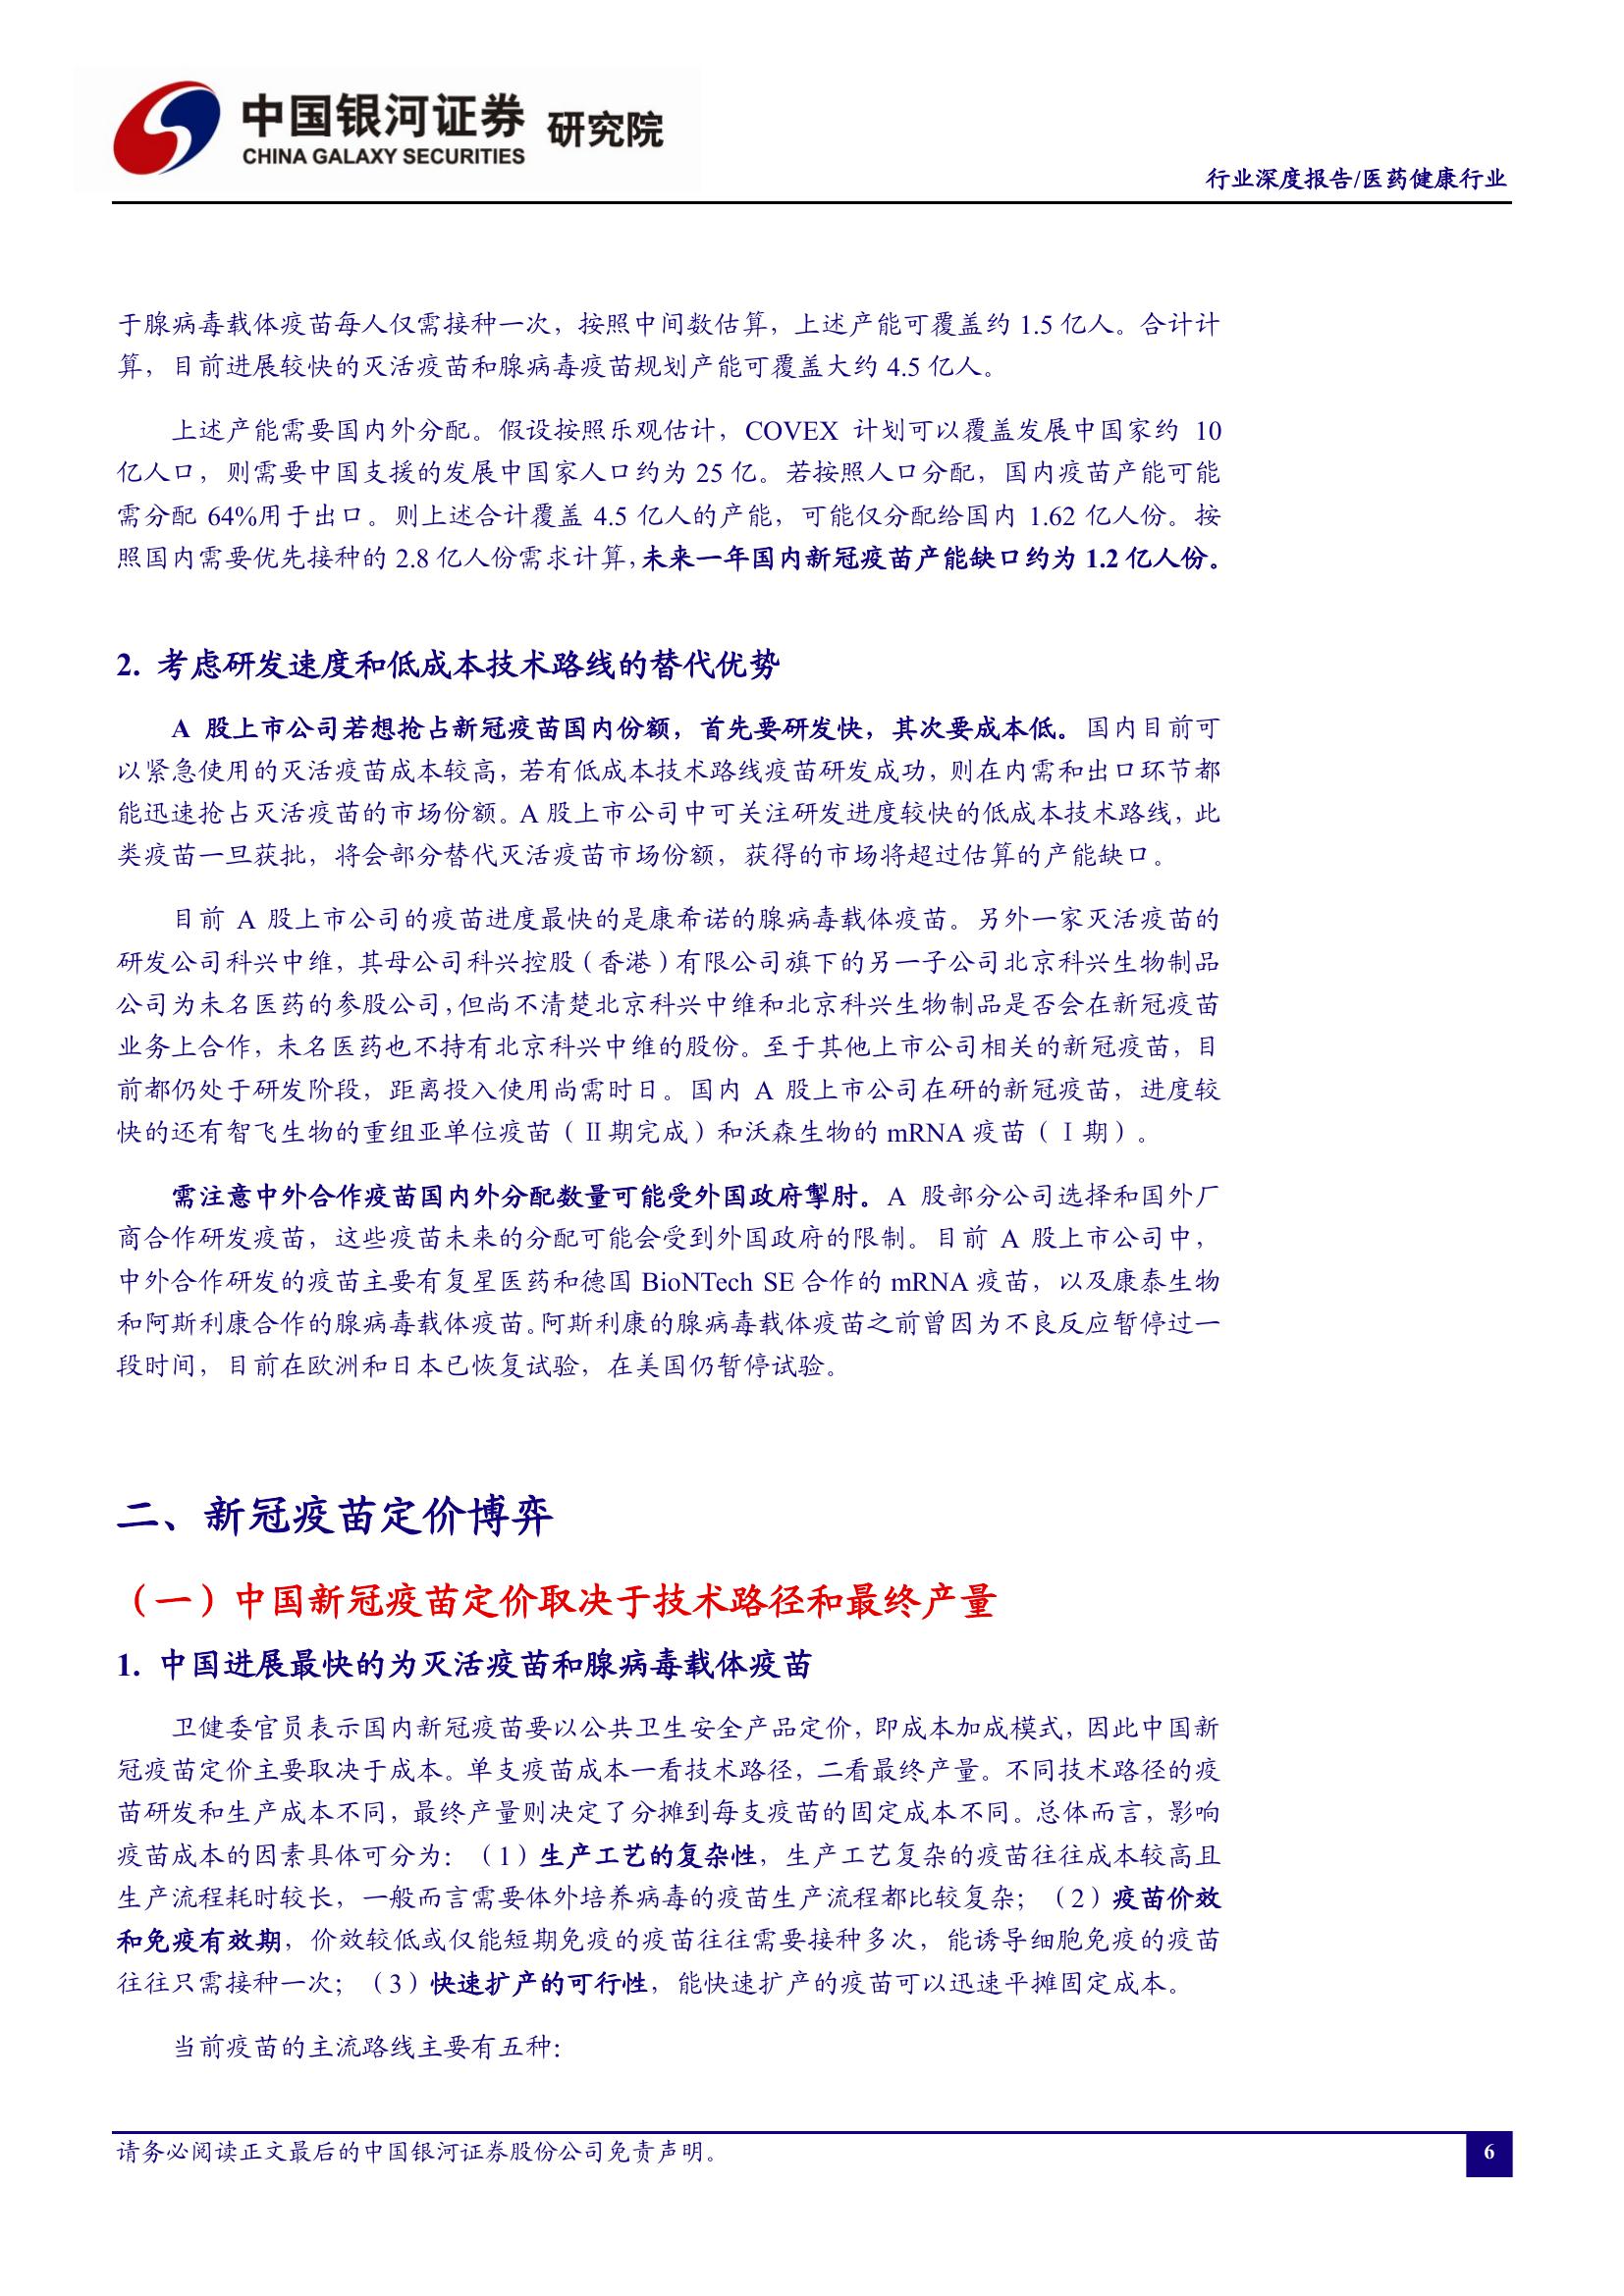 中国银河证券 研究院
CHINA GALAXY SECURITIES
行业深度报告/医药健康行业
于腺病毒载体疫苗每人仅需接种一次，按照中间数估算，上述产能可覆盖约 1.5 亿人。合计计
算，目前进展较快的灭活疫苗和腺病毒疫苗规划产能可覆盖大约 4.5 亿人。
上述产能需要国内外分配。假设按照乐观估计，COVEX 计划可以覆盖发展中国家约 10
亿人口，则需要中国支援的发展中国家人口约为 25 亿。若按照人口分配，国内疫苗产能可能
需分配 64%用于出口。则上述合计覆盖 4.5 亿人的产能，可能仅分配给国内 1.62 亿人份。按
照国内需要优先接种的 2.8 亿人份需求计算，未来一年国内新冠疫苗产能缺口约为 1.2 亿人份。
2. 考虑研发速度和低成本技术路线的替代优势
A 股上市公司若想抢占新冠疫苗国内份额，首先要研发快，其次要成本低。国内目前可
以紧急使用的灭活疫苗成本较高，若有低成本技术路线疫苗研发成功，则在内需和出口环节都
能迅速抢占灭活疫苗的市场份额。A 股上市公司中可关注研发进度较快的低成本技术路线，此
类疫苗一旦获批，将会部分替代灭活疫苗市场份额，获得的市场将超过估算的产能缺口。
目前 A 股上市公司的疫苗进度最快的是康希诺的腺病毒载体疫苗。另外一家灭活疫苗的
研发公司科兴中维，其母公司科兴控股（香港）有限公司旗下的另一子公司北京科兴生物制品
公司为未名医药的参股公司，但尚不清楚北京科兴中维和北京科兴生物制品是否会在新冠疫苗
业务上合作，未名医药也不持有北京科兴中维的股份。至于其他上市公司相关的新冠疫苗，目
前都仍处于研发阶段，距离投入使用尚需时日。国内 A 股上市公司在研的新冠疫苗，进度较
快的还有智飞生物的重组亚单位疫苗（Ⅱ期完成）和沃森生物的 mRNA 疫苗（Ⅰ期）。
需注意中外合作疫苗国内外分配数量可能受外国政府掣肘。A 股部分公司选择和国外厂
商合作研发疫苗，这些疫苗未来的分配可能会受到外国政府的限制。目前 A 股上市公司中，
中外合作研发的疫苗主要有复星医药和德国 BioNTech SE 合作的 mRNA 疫苗，以及康泰生物
和阿斯利康合作的腺病毒载体疫苗。阿斯利康的腺病毒载体疫苗之前曾因为不良反应暂停过一
段时间，目前在欧洲和日本已恢复试验，在美国仍暂停试验。
二、新冠疫苗定价博弈
（一）中国新冠疫苗定价取决于技术路径和最终产量
1. 中国进展最快的为灭活疫苗和腺病毒载体疫苗
卫健委官员表示国内新冠疫苗要以公共卫生安全产品定价，即成本加成模式，因此中国新
冠疫苗定价主要取决于成本。单支疫苗成本一看技术路径，二看最终产量。不同技术路径的疫
苗研发和生产成本不同，最终产量则决定了分摊到每支疫苗的固定成本不同。总体而言，影响
疫苗成本的因素具体可分为：（1）生产工艺的复杂性，生产工艺复杂的疫苗往往成本较高且
生产流程耗时较长，一般而言需要体外培养病毒的疫苗生产流程都比较复杂；（2）疫苗价效
和免疫有效期，价效较低或仅能短期免疫的疫苗往往需要接种多次，能诱导细胞免疫的疫苗
往往只需接种一次；（3）快速扩产的可行性，能快速扩产的疫苗可以迅速平摊固定成本。
当前疫苗的主流路线主要有五种：
请务必阅读正文最后的中国银河证券股份公司免责声明。
6